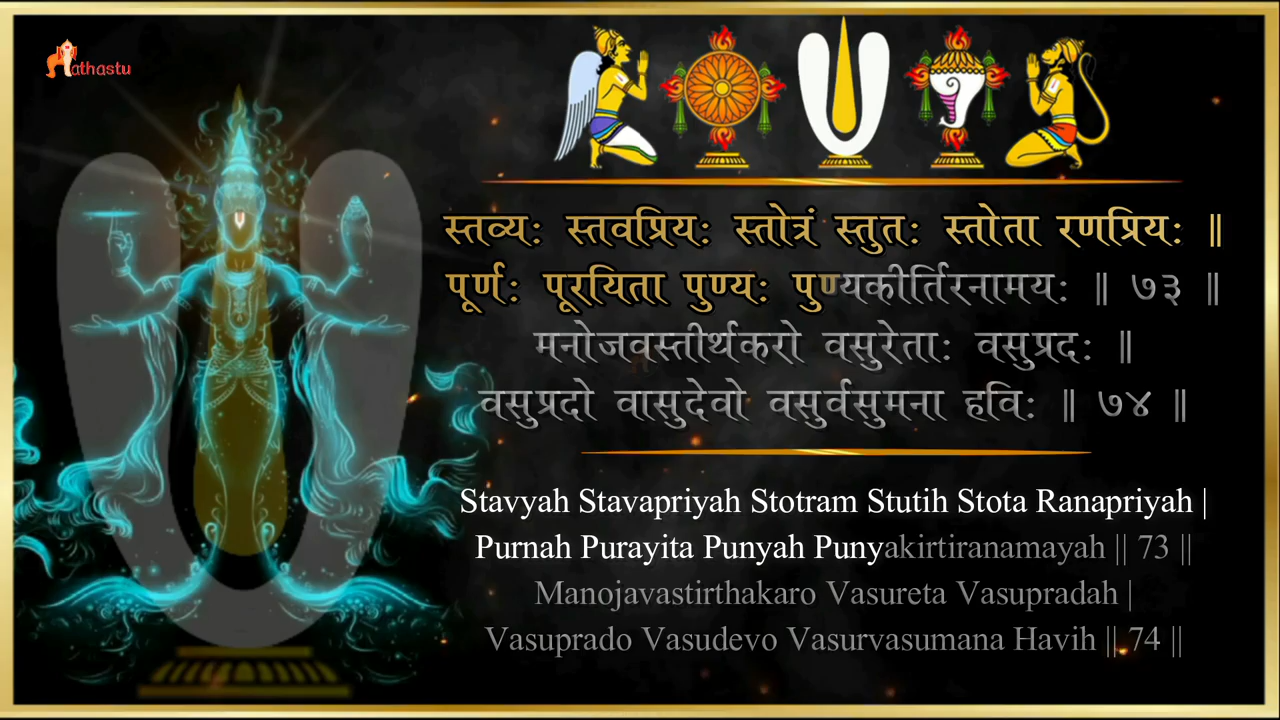 athastu
स्तव्यः स्तवप्रियः स्तोत्रं स्तुतः स्तोता रणप्रियः ॥
पूर्णः पूरयिता पुण्यः पुण्यकीर्तिरनामयः ॥ ७३ ॥
मनोजवस्तीर्थकरो वसुरेताः वसुप्रदः ॥
वसुप्रदो वासुदेवो वसुर्वसुमना हविः ॥ ७४ ॥
Stavyah Stavapriyah Stotram Stutih Stota Ranapriyah |
Purnah Purayita Punyah Punyakirtiranamayah || 73 ||
Manojavastirthakaro Vasureta Vasupradah |
Vasuprado Vasudevo Vasurvasumana Havih || 74 ||